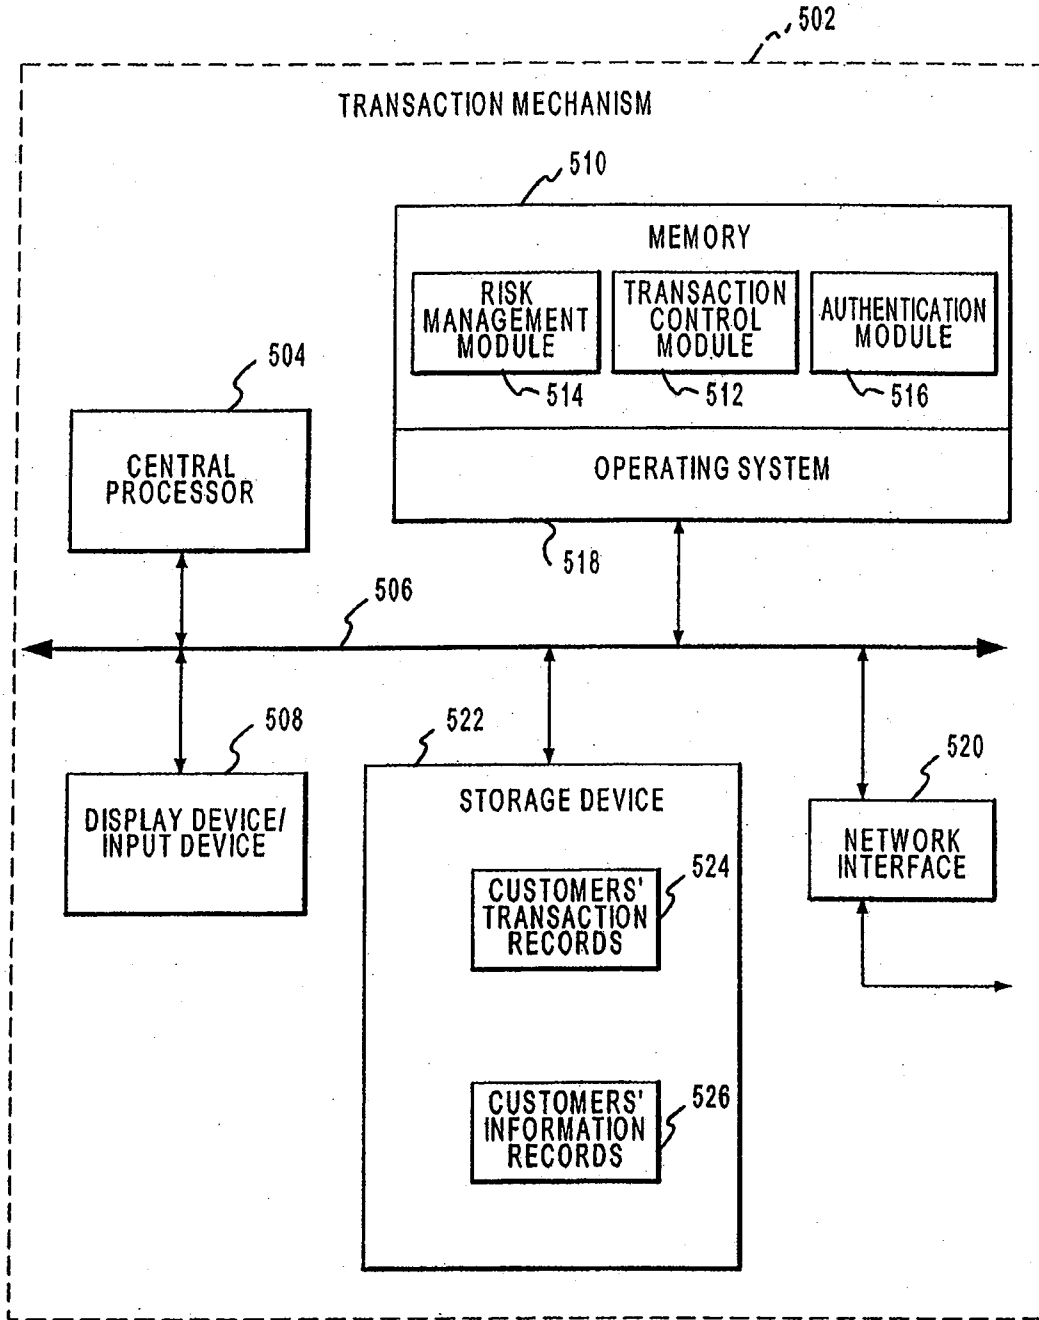 502
TRANSACTION MECHANISM
510
MEMORY
RISK
MANAGEMENT
MODULE
514
TRANSACTION
CONTROL
MODULE
512
AUTHENTICATION
MODULE
516
504
CENTRAL
PROCESSOR
OPERATING SYSTEM
518
506
508
DISPLAY DEVICE/
INPUT DEVICE
522
STORAGE DEVICE
CUSTOMERS'
TRANSACTION
RECORDS
524
CUSTOMERS'
INFORMATION
RECORDS
526
520
NETWORK
INTERFACE